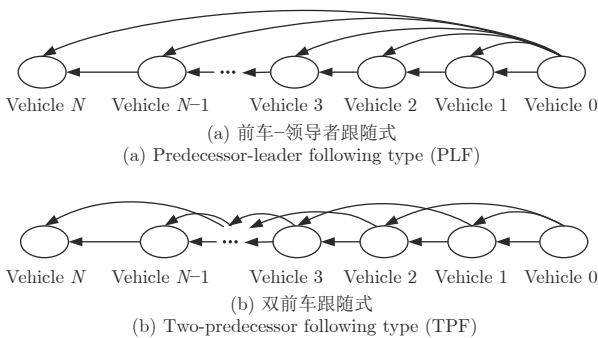 Vehicle N Vehicle N–1 Vehicle 3 Vehicle 2 Vehicle 1 Vehicle 0
(a) 前车–领导者跟随式
(a) Predecessor-leader following type (PLF)
Vehicle N Vehicle N–1 Vehicle 3 Vehicle 2 Vehicle 1 Vehicle 0
(b) 双前车跟随式
(b) Two-predecessor following type (TPF)